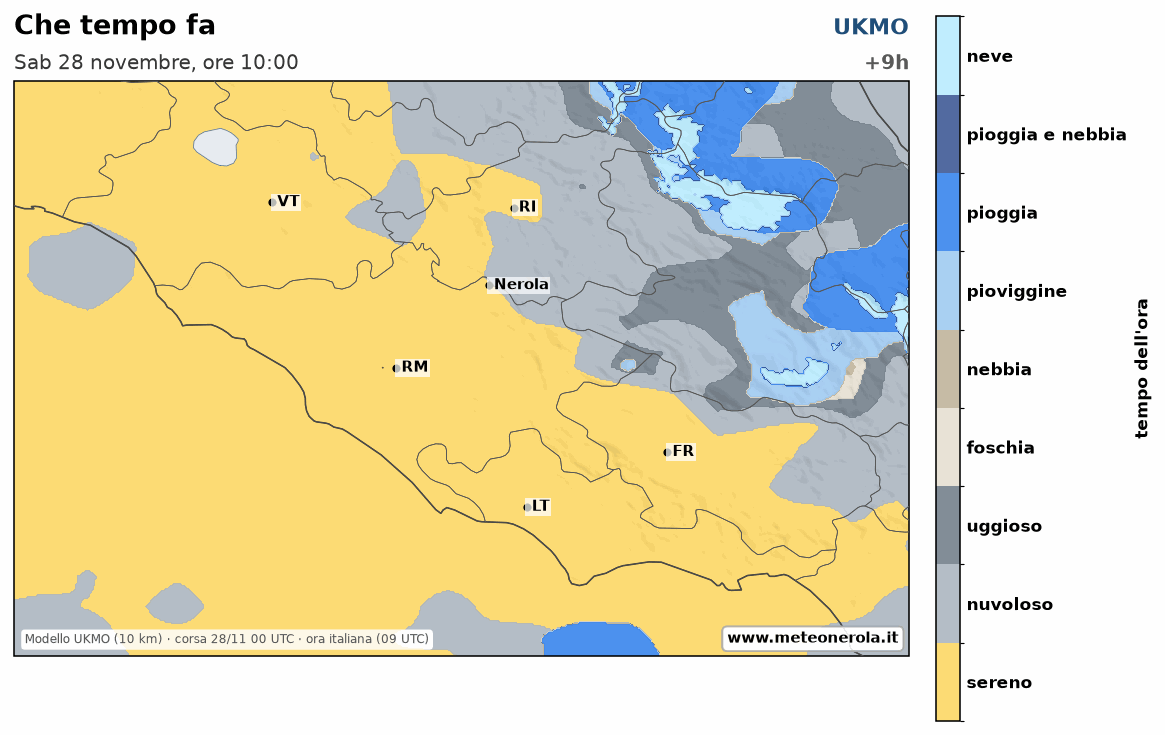 Che tempo fa
UKMO
Sab 28 novembre, ore 10:00
+9h
neve
pioggia e nebbia
pioggia
pioviggine
nebbia
foschia
uggioso
nuvoloso
sereno
tempo dell'ora
VT
RI
Nerola
RM
FR
LT
Modello UKMO (10 km) · corsa 28/11 00 UTC · ora italiana (09 UTC)
www.meteonerola.it